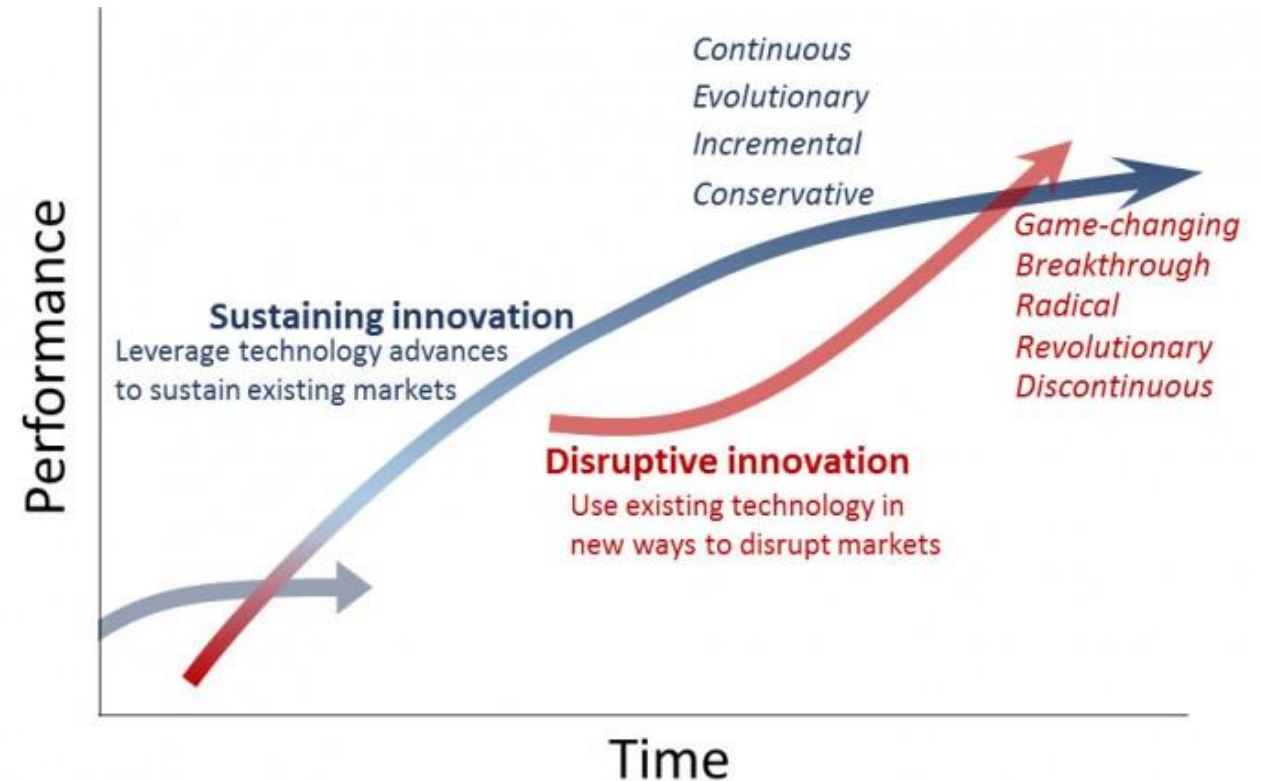 Performance
Continuous
Evolutionary
Incremental
Conservative
Sustaining innovation
Leverage technology advances
to sustain existing markets
Game-changing
Breakthrough
Radical
Revolutionary
Discontinuous
Disruptive innovation
Use existing technology in
new ways to disrupt markets
Time